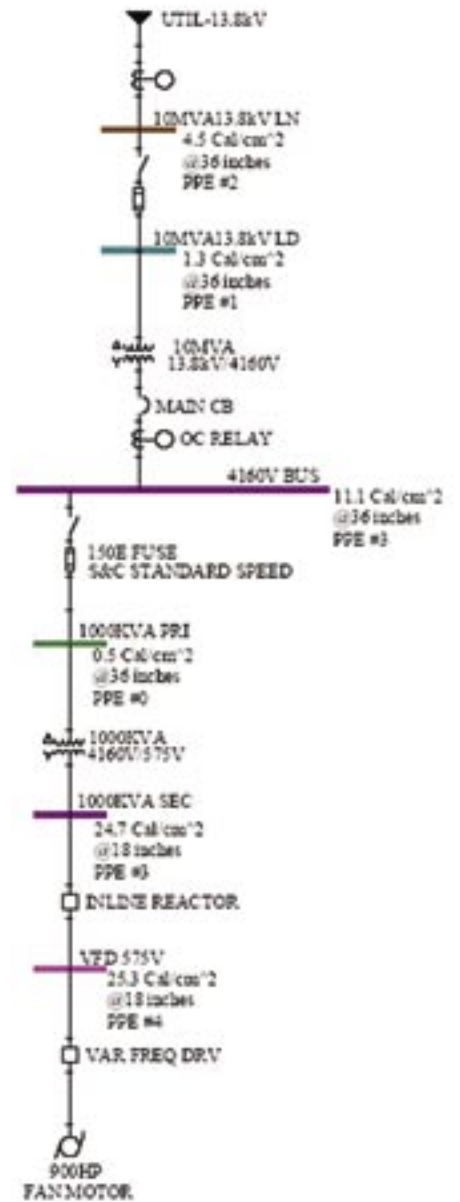 UTIL-13.8kV
10MVA13.8kV LN
4.5 Cal/cm^2
@36 inches
PPE #2
10MVA13.8kV LD
1.3 Cal/cm^2
@36 inches
PPE #1
10MVA
13.8kV/4160V
MAIN CB
OC RELAY
4160V BUS
11.1 Cal/cm^2
@36 inches
PPE #3
150E FUSE
S&C STANDARD SPEED
1000KVA PRI
0.5 Cal/cm^2
@36 inches
PPE #0
1000KVA
4160V/575V
1000KVA SEC
24.7 Cal/cm^2
@18 inches
PPE #3
INLINE REACTOR
VFD 575V
25.3 Cal/cm^2
@18 inches
PPE #4
VAR FREQ DRV
900HP
FAN MOTOR